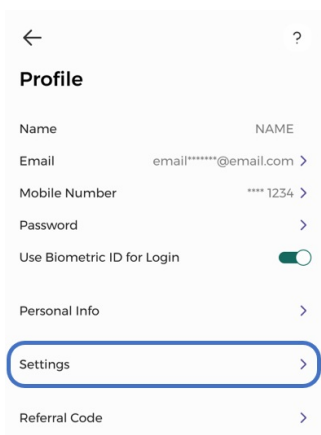 ?
Profile
Name NAME
Email email*******@email.com
Mobile Number **** 1234
Password
Use Biometric ID for Login
Personal Info
Settings
Referral Code